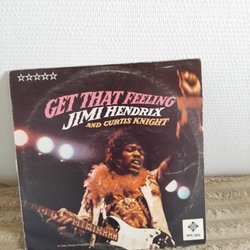 GET THAT FEELING
JIMI HENDRIX
AND CURTIS KNIGHT